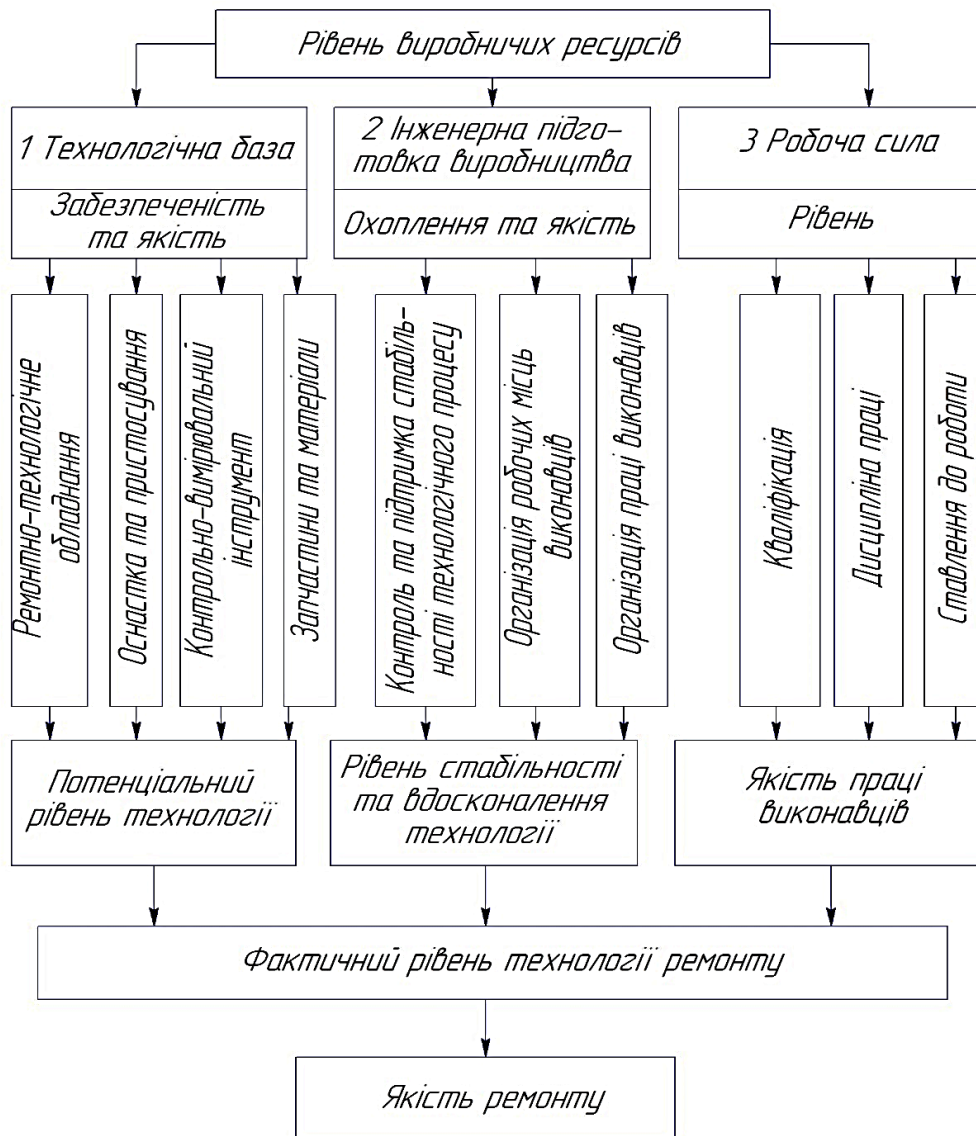 Рівень виробничих ресурсів
1 Технологічна база
Забезпеченість
та якість
2 Інженерна підго-
товка виробництва
Охоплення та якість
3 Робоча сила
Рівень
Ремонтно-технологічне
обладнання
Оснастка та пристосування
Контрольно-вимірювальний
інструмент
Запчастини та матеріали
Контроль та підтримка стабіль-
ності технологічного процесу
Організація робочих місць
виконавців
Організація праці виконавців
Кваліфікація
Дисципліна праці
Ставлення до роботи
Потенціальний
рівень технології
Рівень стабільності
та вдосконалення
технології
Якість праці
виконавців
Фактичний рівень технології ремонту
Якість ремонту